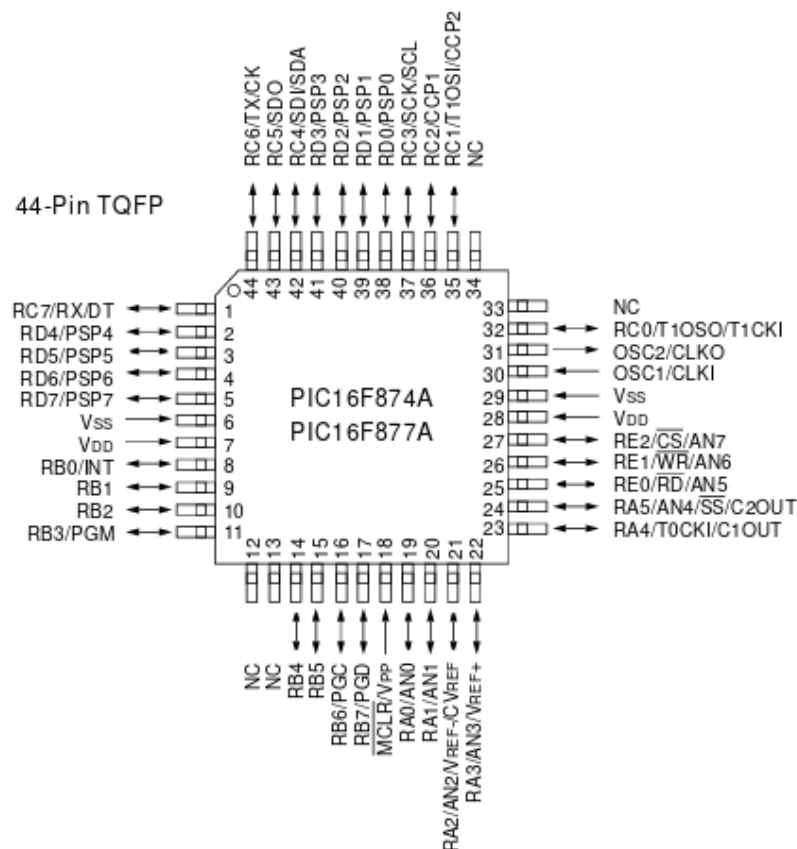 RC6/TX/CK
RC5/SDO
RC4/SDI/SDA
RD3/PSP3
RD2/PSP2
RD1/PSP1
RD0/PSP0
RC3/SCK/SCL
RC2/CCP1
RC1/T1OSI/CCP2
NC
44-Pin TQFP
44 43 42 41 40 39 38 37 36 35 34
RC7/RX/DT 1
RD4/PSP4 2
RD5/PSP5 3
RD6/PSP6 4
RD7/PSP7 5
VSS 6
VDD 7
RB0/INT 8
RB1 9
RB2 10
RB3/PGM 11
PIC16F874A
PIC16F877A
33 NC
32 RC0/T1OSO/T1CKI
31 OSC2/CLKO
30 OSC1/CLKI
29 VSS
28 VDD
27 RE2/CS/AN7
26 RE1/WR/AN6
25 RE0/RD/AN5
24 RA5/AN4/SS/C2OUT
23 RA4/T0CKI/C1OUT
12 13 14 15 16 17 18 19 20 21 22
NC
NC
RB4
RB5
RB6/PGC
RB7/PGD
MCLR/VPP
RA0/AN0
RA1/AN1
RA2/AN2/VREF-/CVREF
RA3/AN3/VREF+